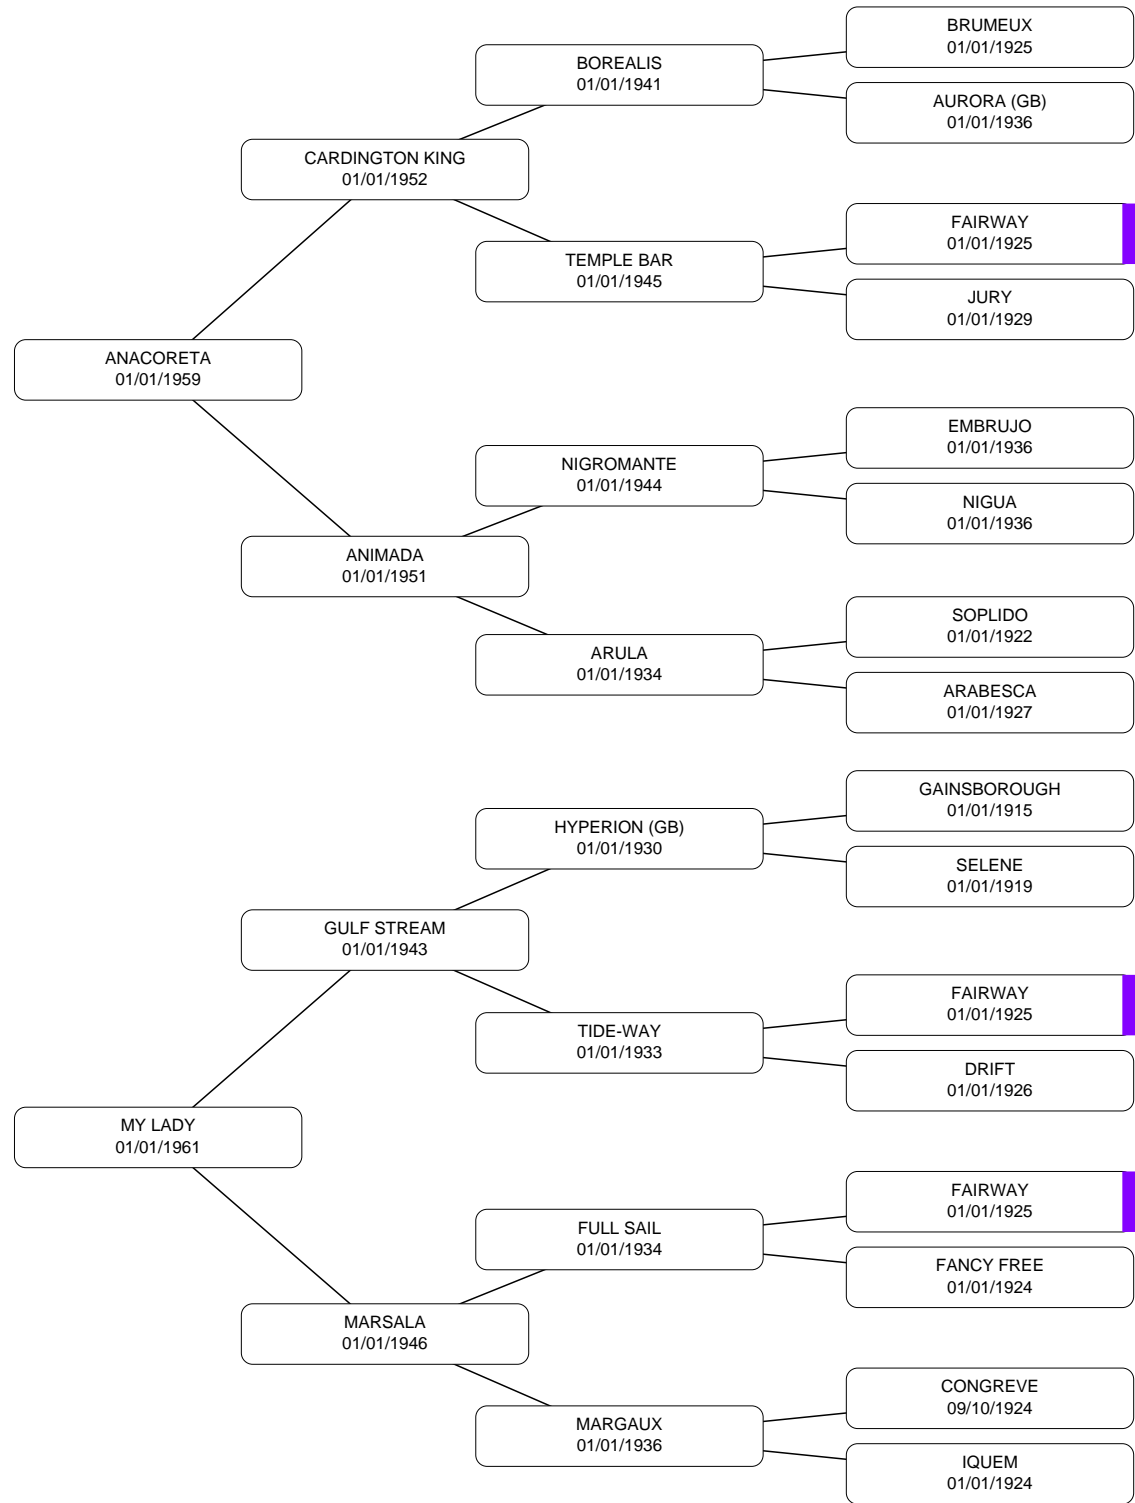 BRUMEUX
01/01/1925
BOREALIS
01/01/1941
AURORA (GB)
01/01/1936
CARDINGTON KING
01/01/1952
FAIRWAY
01/01/1925
TEMPLE BAR
01/01/1945
JURY
01/01/1929
ANACORETA
01/01/1959
EMBRUJO
01/01/1936
NIGROMANTE
01/01/1944
NIGUA
01/01/1936
ANIMADA
01/01/1951
SOPLIDO
01/01/1922
ARULA
01/01/1934
ARABESCA
01/01/1927
GAINSBOROUGH
01/01/1915
HYPERION (GB)
01/01/1930
SELENE
01/01/1919
GULF STREAM
01/01/1943
FAIRWAY
01/01/1925
TIDE-WAY
01/01/1933
DRIFT
01/01/1926
MY LADY
01/01/1961
FAIRWAY
01/01/1925
FULL SAIL
01/01/1934
FANCY FREE
01/01/1924
MARSALA
01/01/1946
CONGREVE
09/10/1924
MARGAUX
01/01/1936
IQUEM
01/01/1924